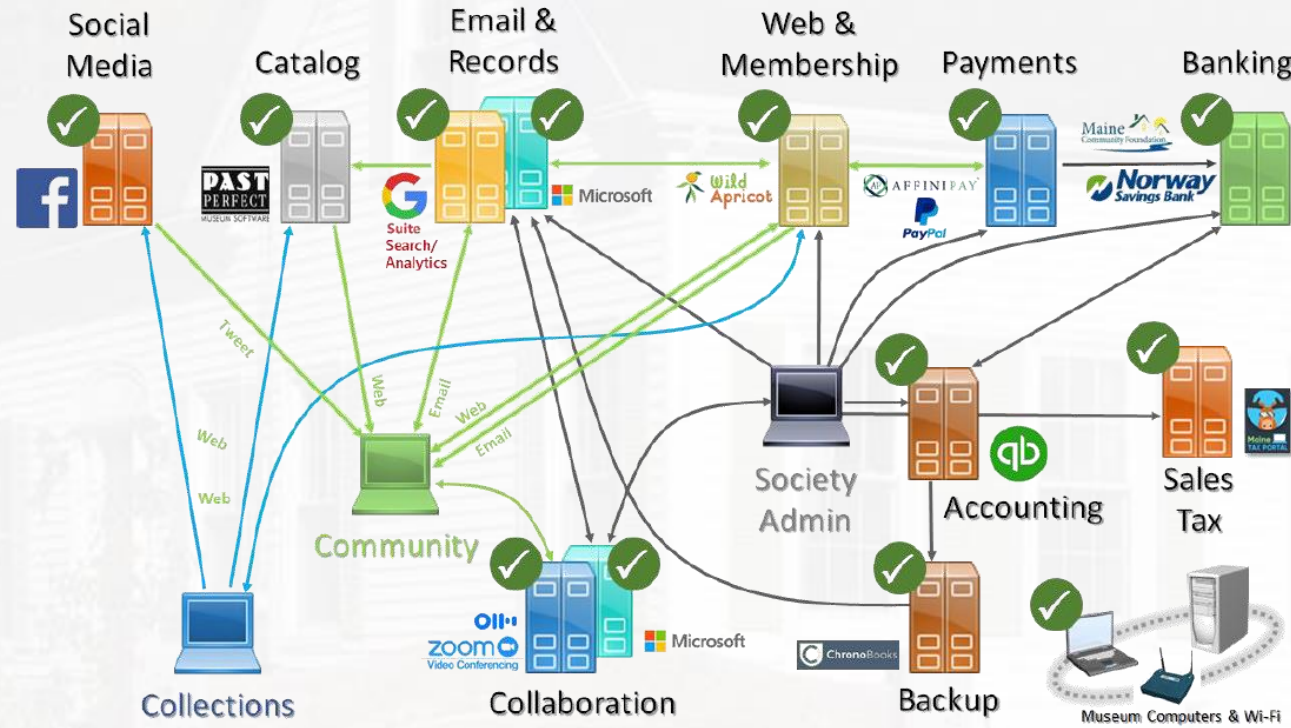 Social
Media
Catalog
Email &
Records
Web &
Membership
Payments
Banking
f
PAST
PERFECT
MUSEUM SOFTWARE
G
Suite
Search/
Analytics
Microsoft
Wild
Apricot
AP AFFINIPAY
PayPal
Maine
Community Foundation
Norway
Savings Bank
Tweet
Web
Email
Web
Email
Web
Web
Community
Society
Admin
qb
Accounting
Maine
TAX PORTAL
Sales
Tax
Collections
zoom
Video Conferencing
Microsoft
Collaboration
C ChronoBooks
Backup
Museum Computers & Wi-Fi